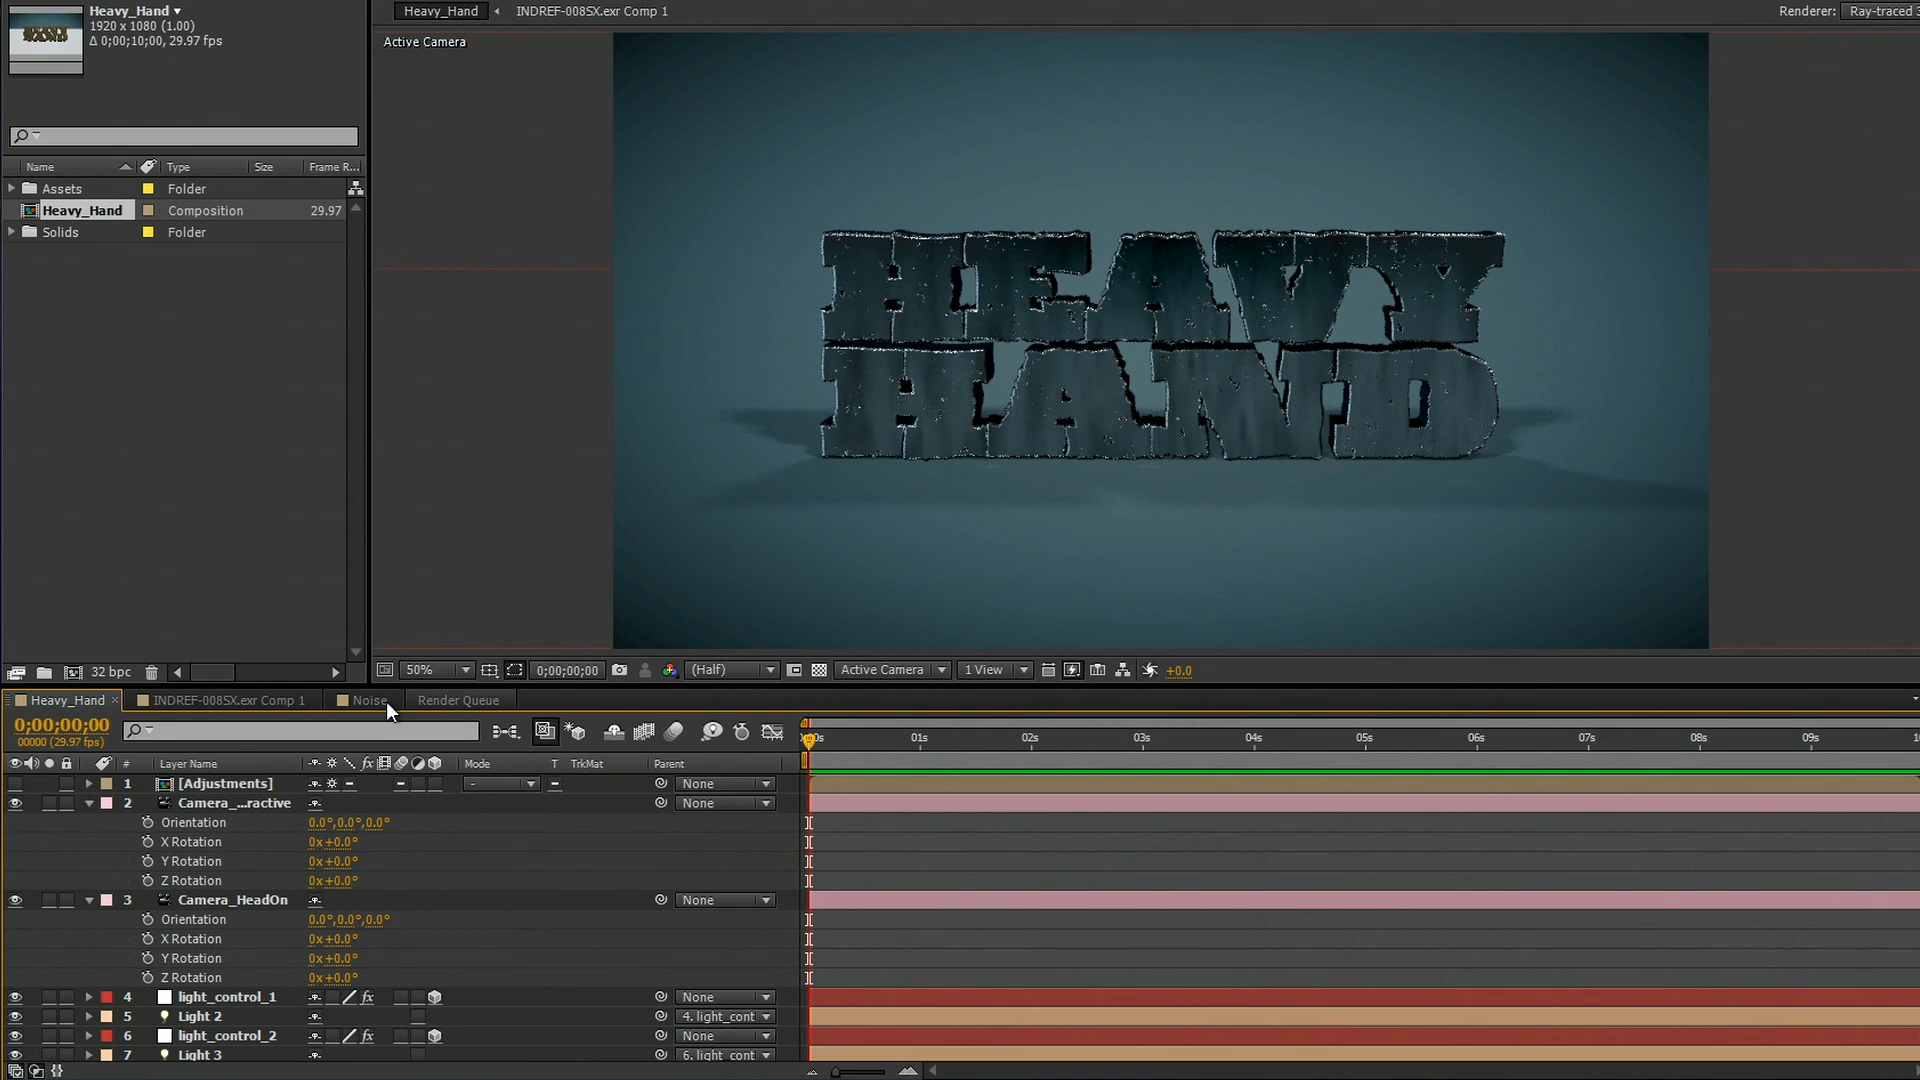 Heavy_Hand
1920 x 1080 (1.00)
Δ 0;00;10;00, 29.97 fps
Name Type Size Frame R...
Assets Folder
Heavy_Hand Composition 29.97
Solids Folder
32 bpc
Heavy_Hand INDREF-008SX.exr Comp 1
Renderer: Ray-traced 3
Active Camera
HEAVY
HAND
50% 0;00;00;00 (Half) Active Camera 1 View +0.0
Heavy_Hand × INDREF-008SX.exr Comp 1 Noise Render Queue
0;00;00;00
00000 (29.97 fps)
01s 02s 03s 04s 05s 06s 07s 08s 09s
# Layer Name fx Mode T TrkMat Parent
1 [Adjustments] - None
2 Camera_...ractive None
Orientation 0.0°,0.0°,0.0°
X Rotation 0x+0.0°
Y Rotation 0x+0.0°
Z Rotation 0x+0.0°
3 Camera_HeadOn None
Orientation 0.0°,0.0°,0.0°
X Rotation 0x+0.0°
Y Rotation 0x+0.0°
Z Rotation 0x+0.0°
4 light_control_1 fx None
5 Light 2 4. light_cont
6 light_control_2 fx None
7 Light 3 6. light_cont